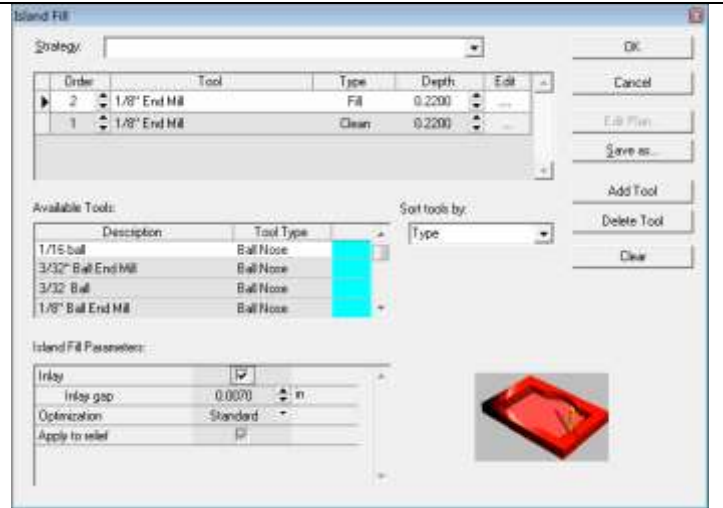 Island Fill
Strategy:
OK
Order Tool Type Depth Edit
Cancel
2 1/8" End Mill Fill 0.2200 ...
1 1/8" End Mill Clean 0.2200 ...
Edit Plan...
Save as...
Add Tool
Available Tools:
Sort tools by:
Delete Tool
Description Tool Type
Type
1/16 ball Ball Nose
Clear
3/32" Ball End Mill Ball Nose
3/32 Ball Ball Nose
1/8" Ball End Mill Ball Nose
Island Fill Parameters:
Inlay
Inlay gap 0.0070 in
Optimization Standard
Apply to relief